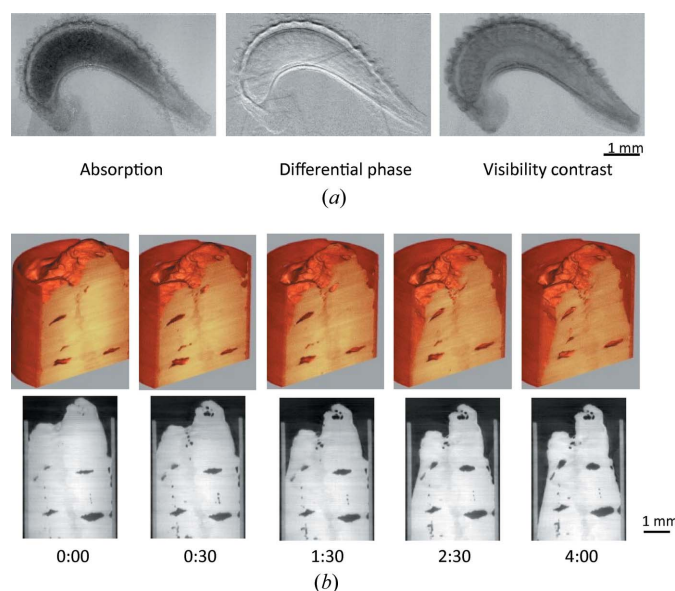 1 mm
Absorption Differential phase Visibility contrast
(a)
1 mm
0:00 0:30 1:30 2:30 4:00
(b)